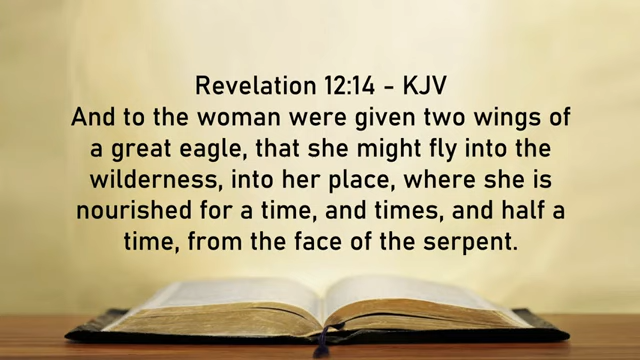 Revelation 12:14 - KJV
And to the woman were given two wings of
a great eagle, that she might fly into the
wilderness, into her place, where she is
nourished for a time, and times, and half a
time, from the face of the serpent.